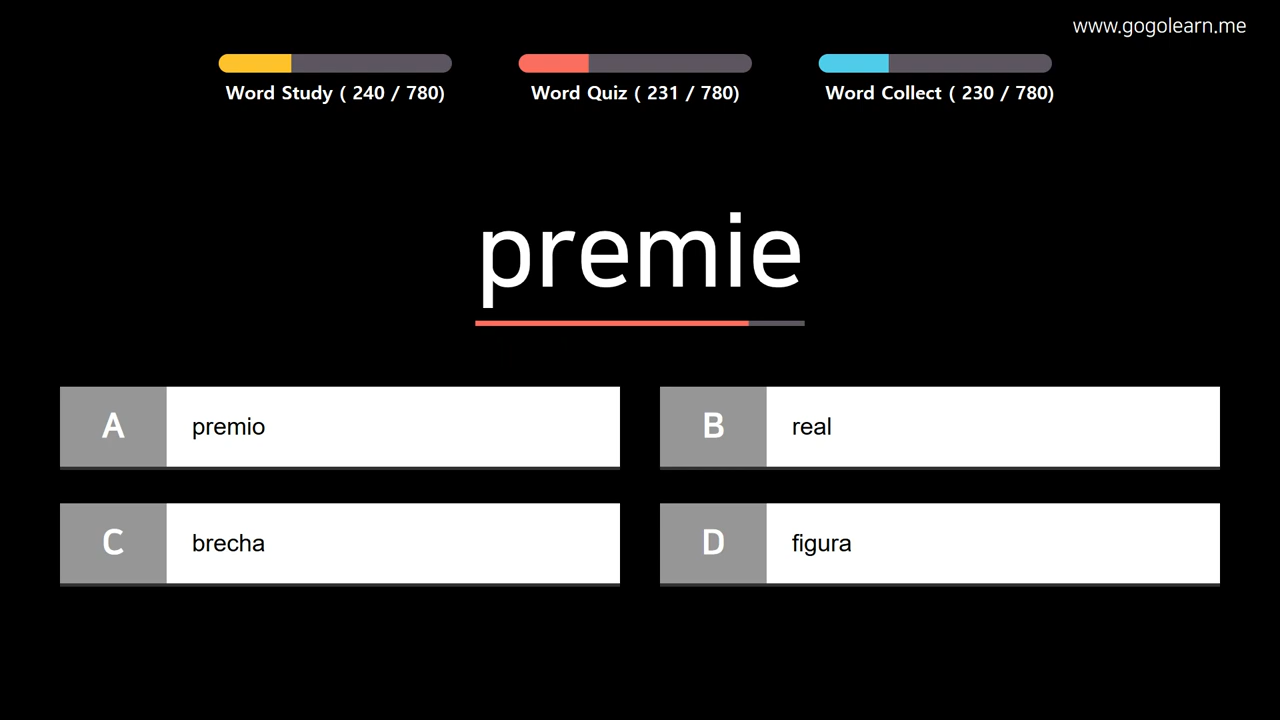 www.gogolearn.me
Word Study ( 240 / 780)
Word Quiz ( 231 / 780)
Word Collect ( 230 / 780)
premie
A premio
B real
C brecha
D figura